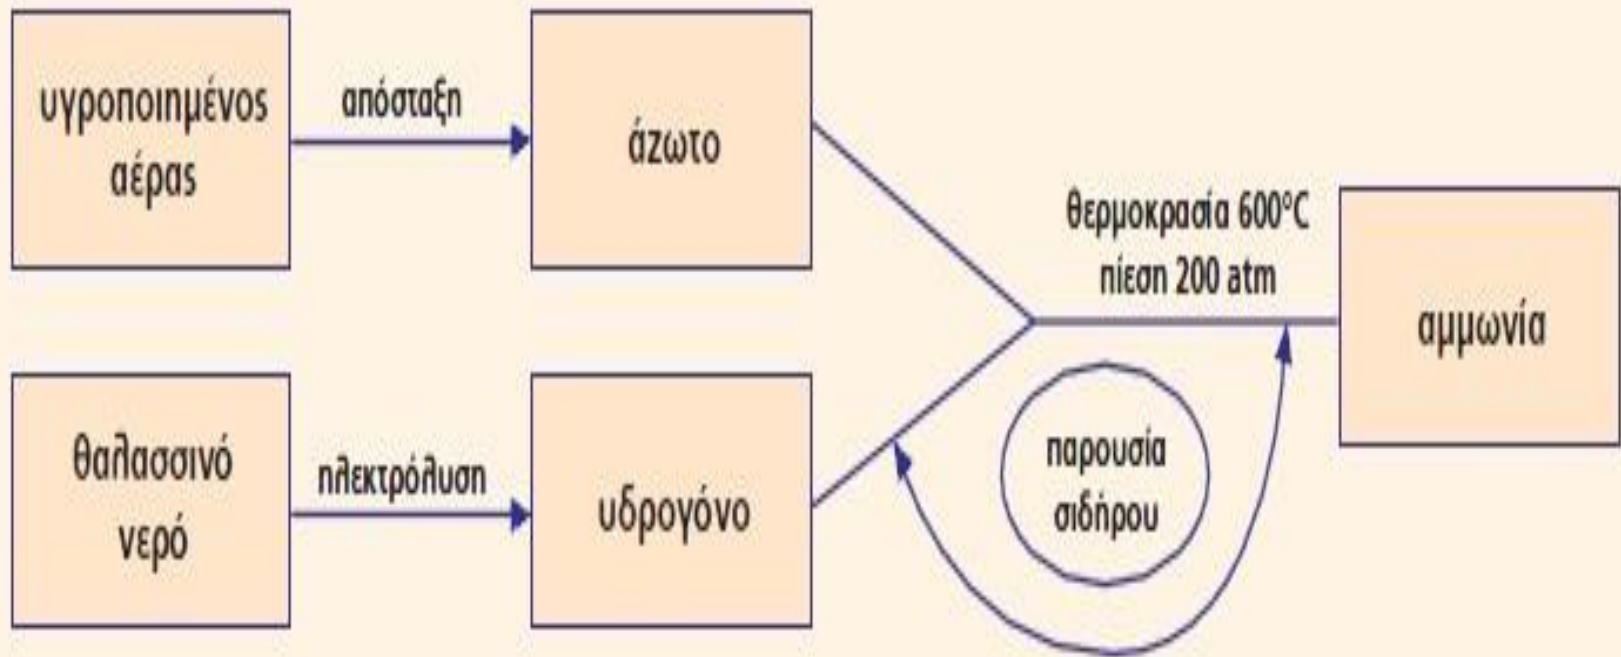 υγροποιημένος
αέρας
απόσταξη
άζωτο
θερμοκρασία 600°C
πίεση 200 atm
αμμωνία
θαλασσινό
νερό
ηλεκτρόλυση
υδρογόνο
παρουσία
σιδήρου